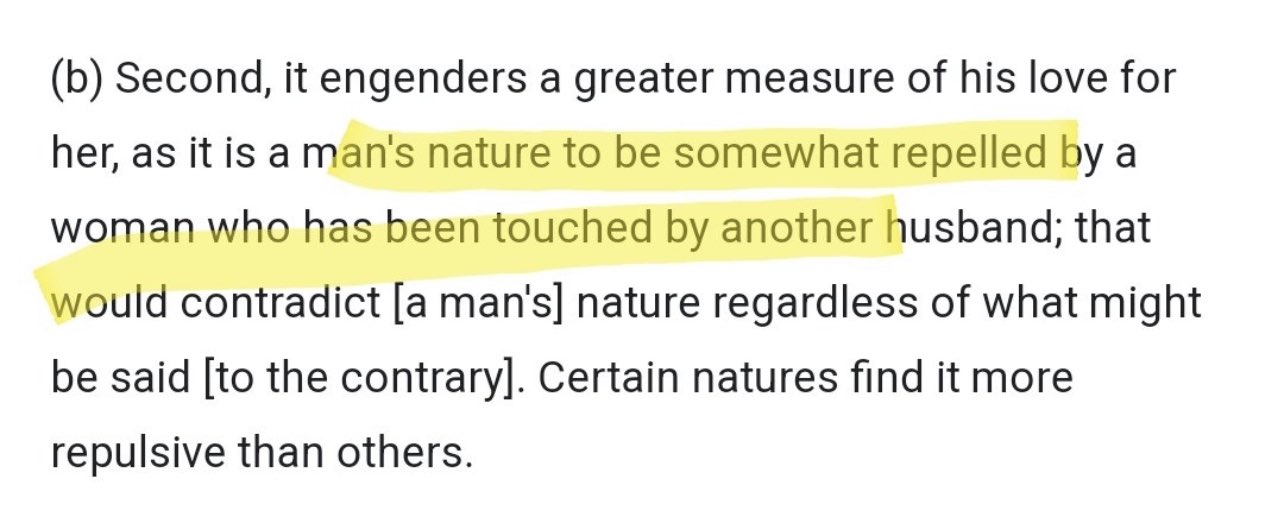 (b) Second, it engenders a greater measure of his love for
her, as it is a man's nature to be somewhat repelled by a
woman who has been touched by another husband; that
would contradict [a man's] nature regardless of what might
be said [to the contrary]. Certain natures find it more
repulsive than others.